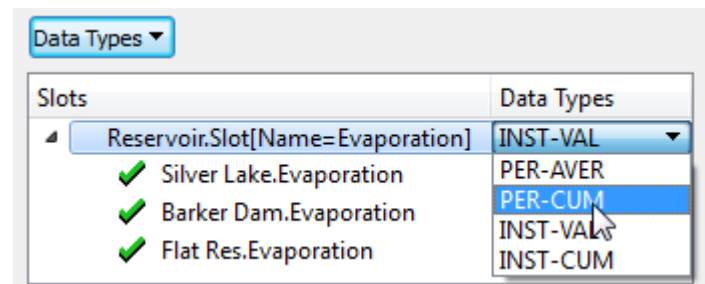 Data Types
Slots Data Types
Reservoir.Slot[Name=Evaporation] INST-VAL
Silver Lake.Evaporation PER-AVER
PER-CUM
Barker Dam.Evaporation INST-VAL
Flat Res.Evaporation INST-CUM